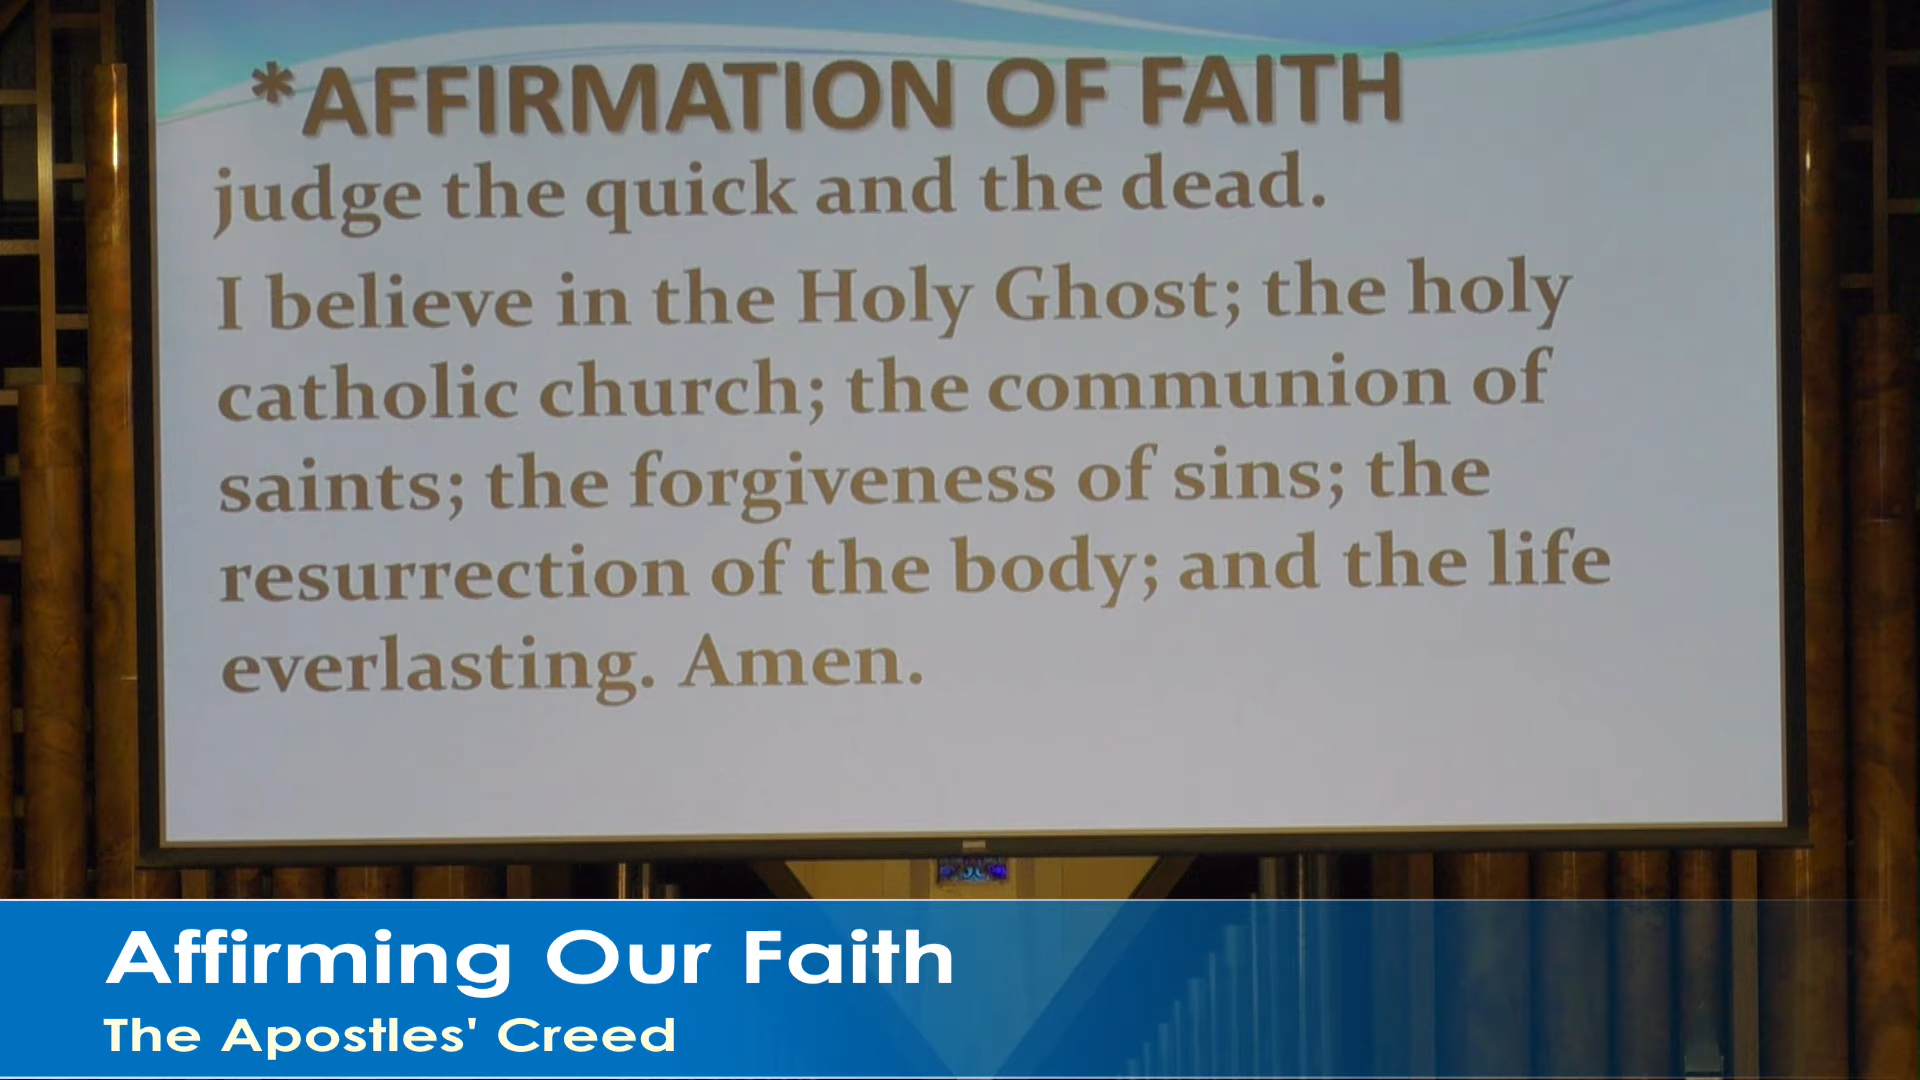 *AFFIRMATION OF FAITH
judge the quick and the dead.
I believe in the Holy Ghost; the holy
catholic church; the communion of
saints; the forgiveness of sins; the
resurrection of the body; and the life
everlasting. Amen.
Affirming Our Faith
The Apostles' Creed